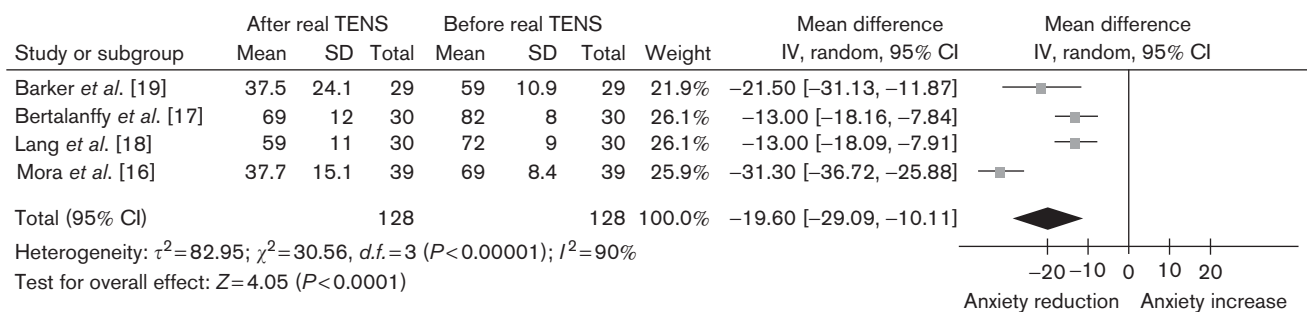 After real TENS Before real TENS Mean difference Mean difference
Study or subgroup Mean SD Total Mean SD Total Weight IV, random, 95% CI IV, random, 95% CI
Barker et al. [19] 37.5 24.1 29 59 10.9 29 21.9% −21.50 [−31.13, −11.87]
Bertalanffy et al. [17] 69 12 30 82 8 30 26.1% −13.00 [−18.16, −7.84]
Lang et al. [18] 59 11 30 72 9 30 26.1% −13.00 [−18.09, −7.91]
Mora et al. [16] 37.7 15.1 39 69 8.4 39 25.9% −31.30 [−36.72, −25.88]
Total (95% CI) 128 128 100.0% −19.60 [−29.09, −10.11]
Heterogeneity: τ²=82.95; χ²=30.56, d.f.=3 (P<0.00001); I²=90%
−20 −10 0 10 20
Test for overall effect: Z=4.05 (P<0.0001)
Anxiety reduction Anxiety increase